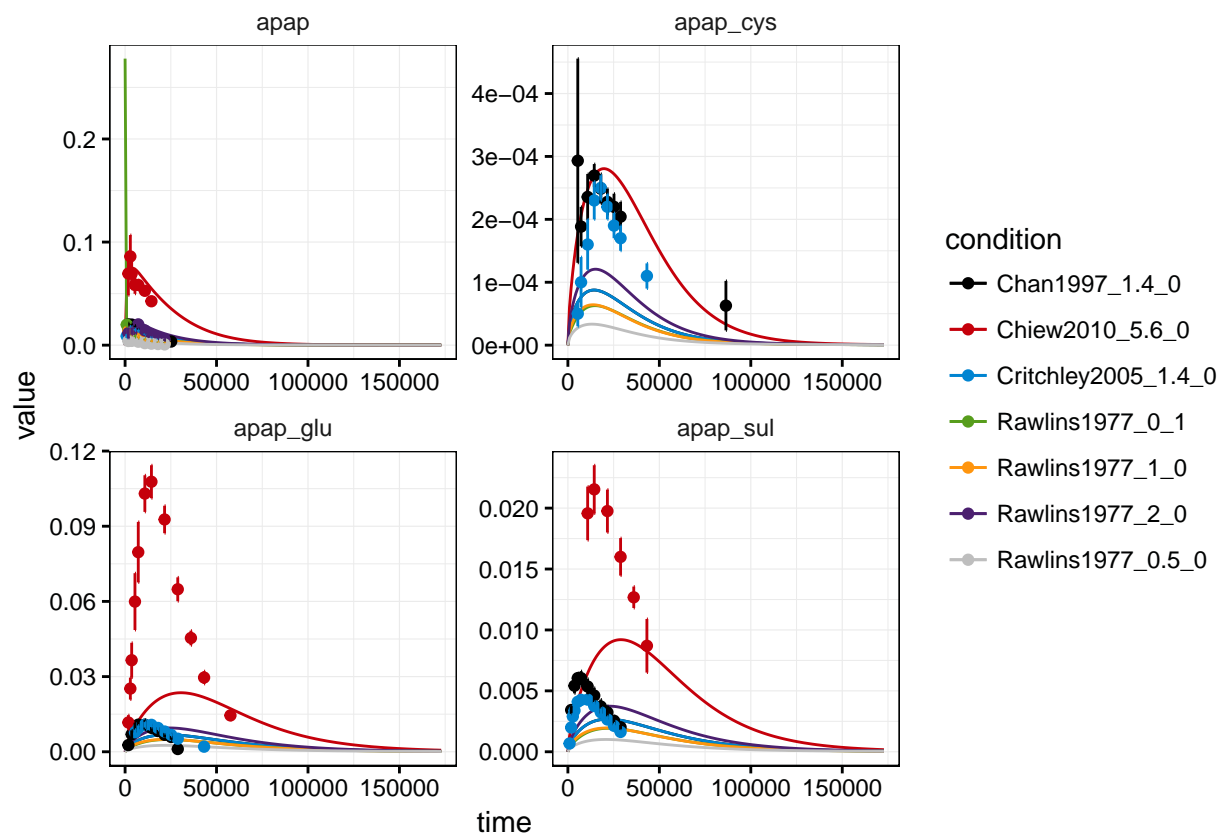 apap
apap_cys
0.2
0.1
0.0
4e−04
3e−04
2e−04
1e−04
0e+00
0
50000
100000
150000
0
50000
100000
150000
apap_glu
apap_sul
0.12
0.09
0.06
0.03
0.00
0.020
0.015
0.010
0.005
0.000
0
50000
100000
150000
0
50000
100000
150000
value
time
condition
Chan1997_1.4_0
Chiew2010_5.6_0
Critchley2005_1.4_0
Rawlins1977_0_1
Rawlins1977_1_0
Rawlins1977_2_0
Rawlins1977_0.5_0